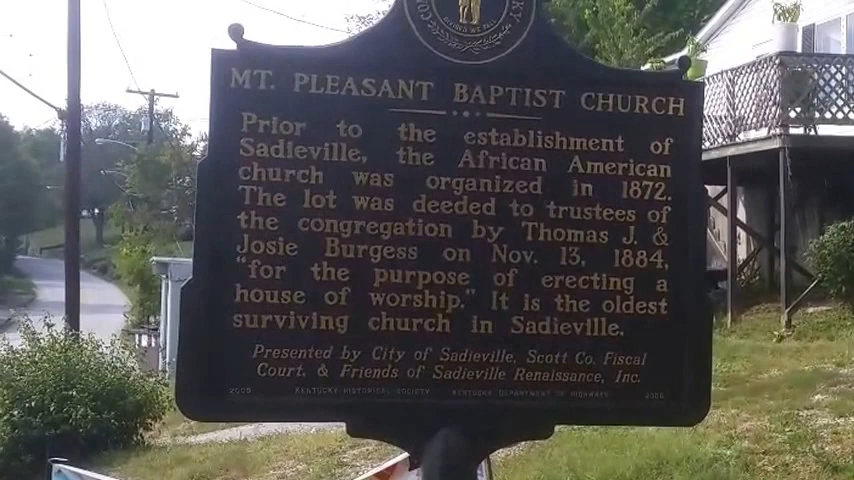 DIVIDED WE FALL
MT. PLEASANT BAPTIST CHURCH
Prior to the establishment of
Sadieville, the African American
church was organized in 1872.
The lot was deeded to trustees of
the congregation by Thomas J. &
Josie Burgess on Nov. 13, 1884,
"for the purpose of erecting a
house of worship." It is the oldest
surviving church in Sadieville.
Presented by City of Sadieville, Scott Co. Fiscal
Court, & Friends of Sadieville Renaissance, Inc.
KENTUCKY HISTORICAL SOCIETY KENTUCKY DEPARTMENT OF HIGHWAYS